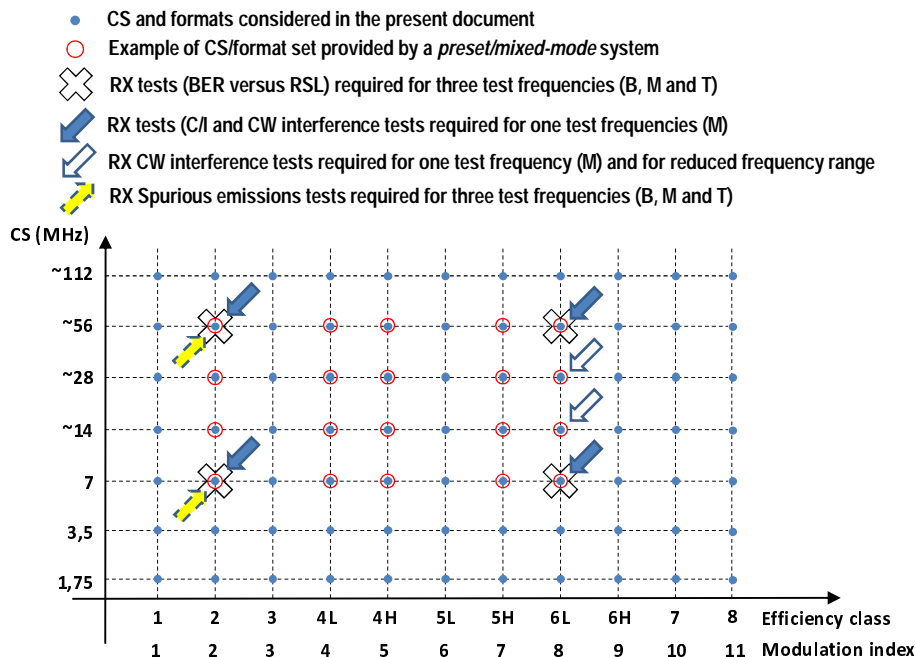 CS and formats considered in the present document
Example of CS/format set provided by a preset/mixed-mode system
RX tests (BER versus RSL) required for three test frequencies (B, M and T)
RX tests (C/I and CW interference tests required for one test frequencies (M)
RX CW interference tests required for one test frequency (M) and for reduced frequency range
RX Spurious emissions tests required for three test frequencies (B, M and T)
CS (MHz)
~112
~56
~28
~14
7
3,5
1,75
1 2 3 4L 4H 5L 5H 6L 6H 7 8 Efficiency class
1 2 3 4 5 6 7 8 9 10 11 Modulation index